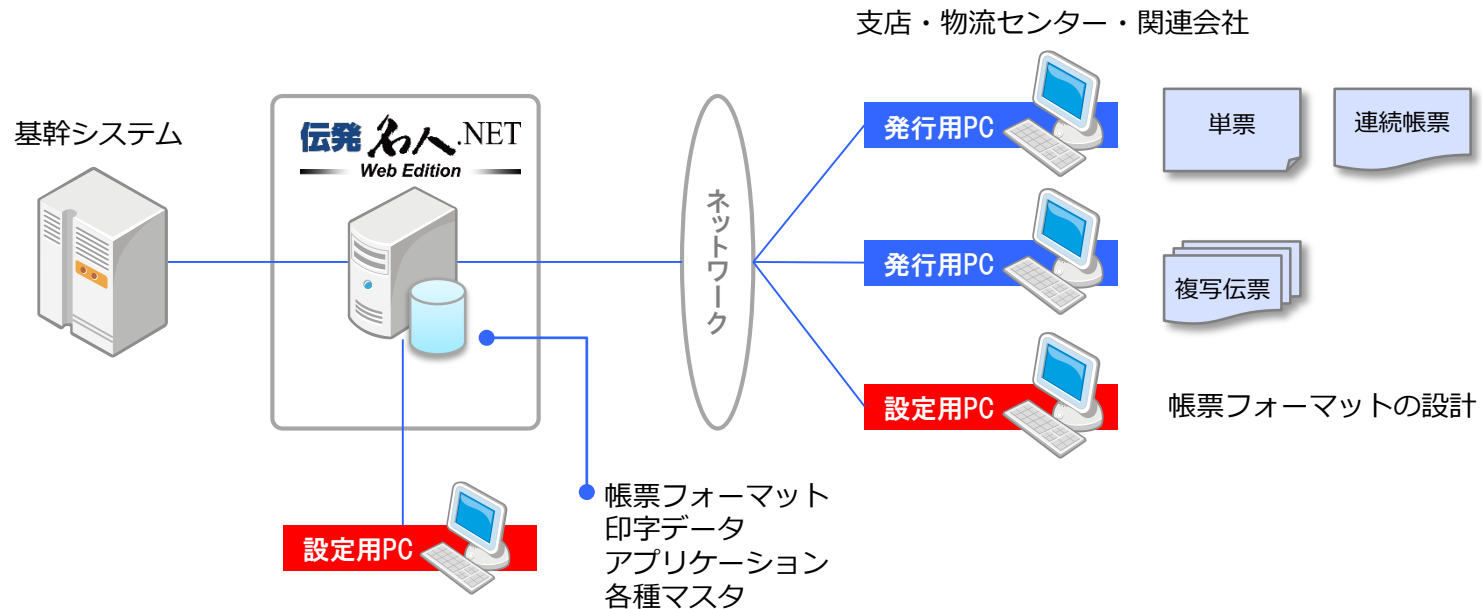 支店・物流センター・関連会社
基幹システム
伝発名人.NET
Web Edition
ネットワーク
発行用PC
単票
連続帳票
発行用PC
複写伝票
設定用PC
帳票フォーマットの設計
設定用PC
帳票フォーマット
印字データ
アプリケーション
各種マスタ